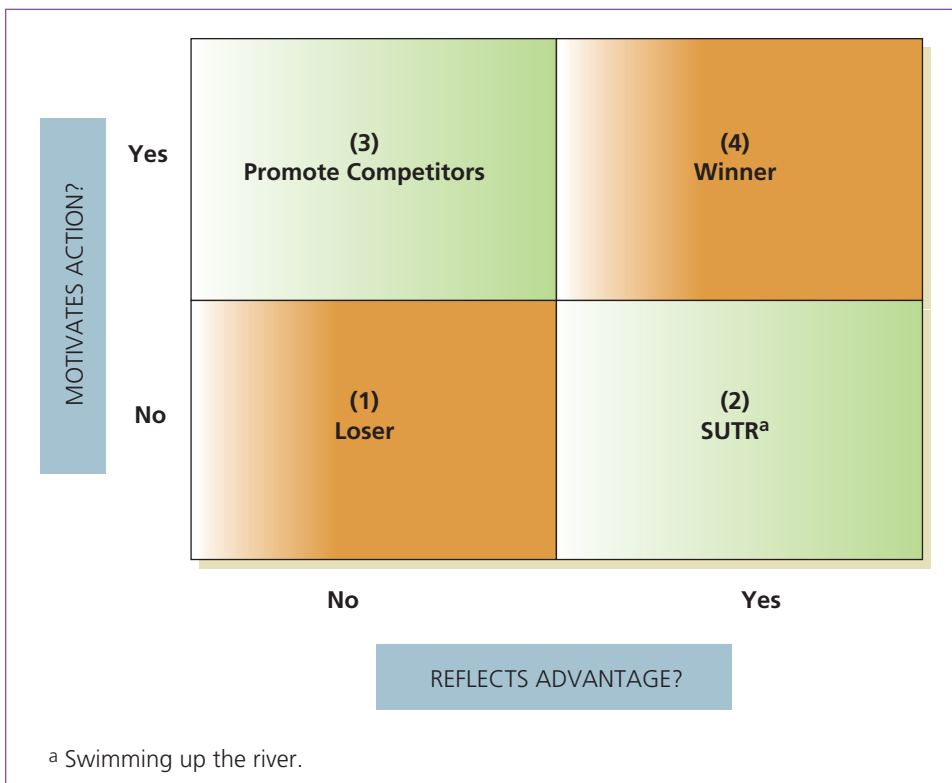 MOTIVATES ACTION?
Yes
(3)
Promote Competitors
(4)
Winner
No
(1)
Loser
(2)
SUTRa
No
Yes
REFLECTS ADVANTAGE?
a Swimming up the river.